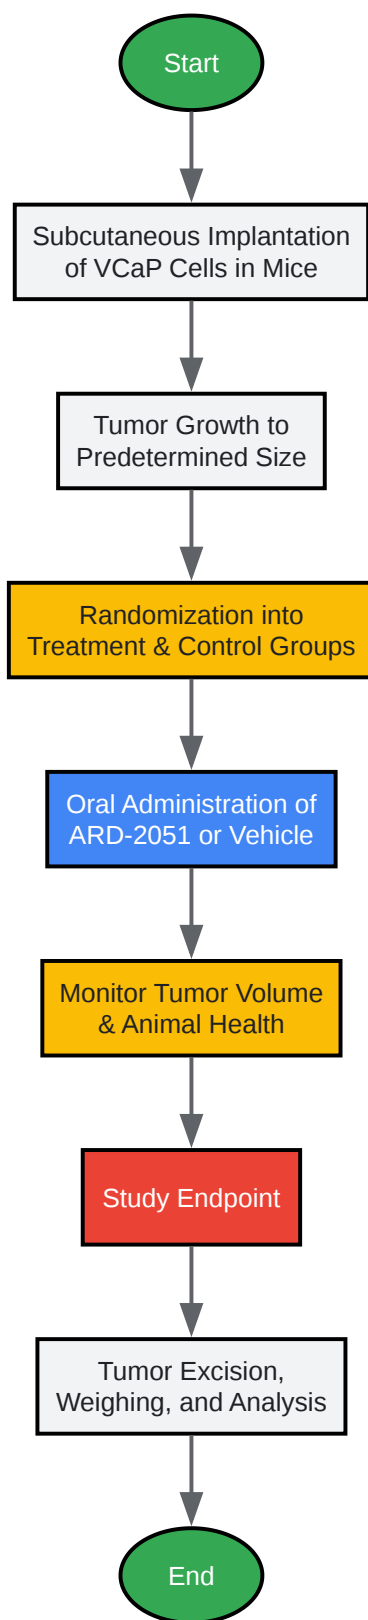 Start
Subcutaneous Implantation
of VCaP Cells in Mice
Tumor Growth to
Predetermined Size
Randomization into
Treatment & Control Groups
Oral Administration of
ARD-2051 or Vehicle
Monitor Tumor Volume
& Animal Health
Study Endpoint
Tumor Excision,
Weighing, and Analysis
End